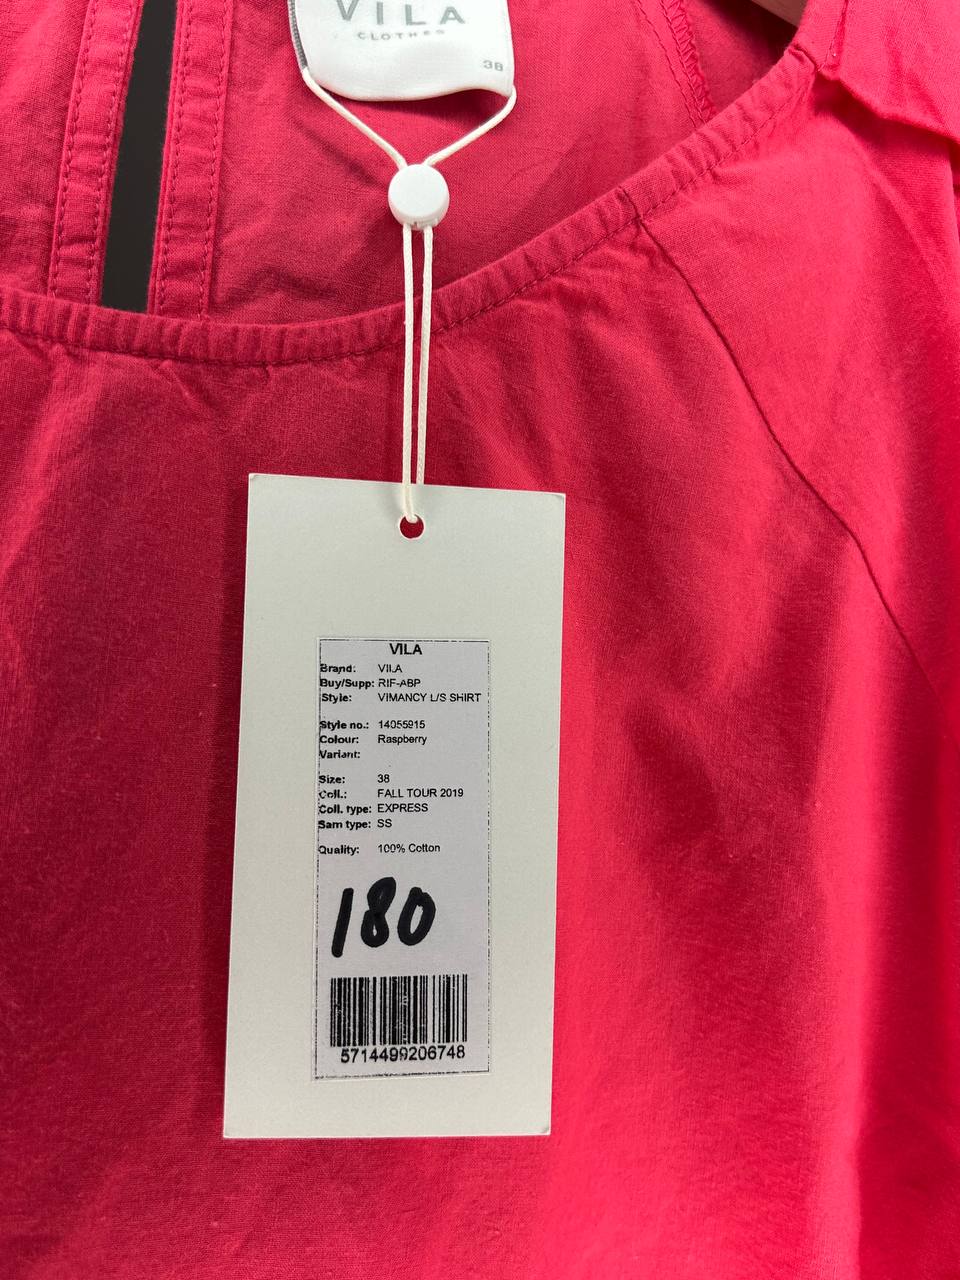 VILA
CLOTHES
38
VILA
Brand: VILA
Buy/Supp: RIF-ABP
Style: VIMANCY L/S SHIRT
Style no.: 14055915
Colour: Raspberry
Variant:
Size: 38
Coll.: FALL TOUR 2019
Coll. type: EXPRESS
Sam type: SS
Quality: 100% Cotton
180
5714499206748